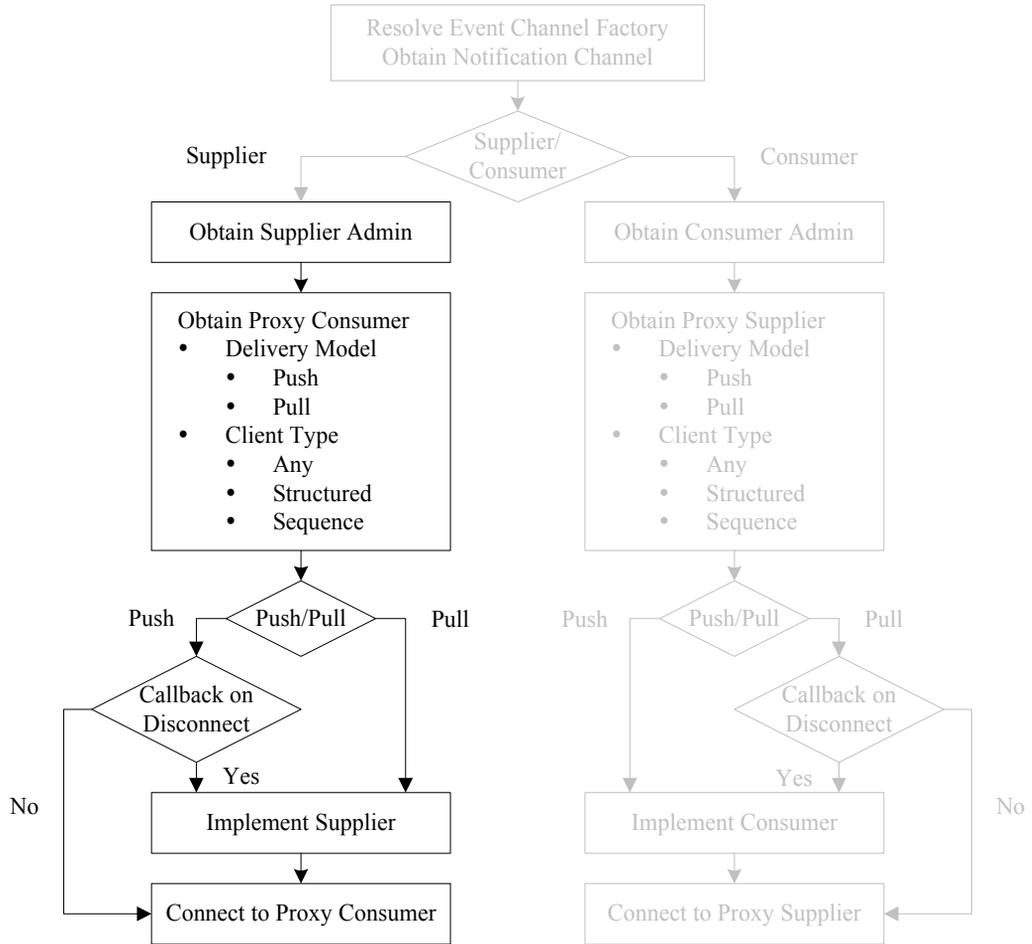 Resolve Event Channel Factory
Obtain Notification Channel
Supplier/
Consumer
Supplier
Consumer
Obtain Supplier Admin
Obtain Proxy Consumer
• Delivery Model
• Push
• Pull
• Client Type
• Any
• Structured
• Sequence
Push
Push/Pull
Pull
Callback on
Disconnect
Yes
No
Implement Supplier
Connect to Proxy Consumer
Obtain Consumer Admin
Obtain Proxy Supplier
• Delivery Model
• Push
• Pull
• Client Type
• Any
• Structured
• Sequence
Push
Push/Pull
Pull
Callback on
Disconnect
Yes
No
Implement Consumer
Connect to Proxy Supplier